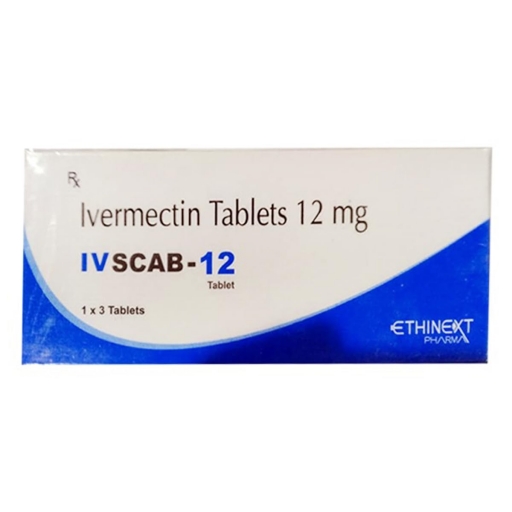 Rx
Ivermectin Tablets 12 mg
IVSCAB-12
Tablet
1 x 3 Tablets
ETHINEXT
PHARMA